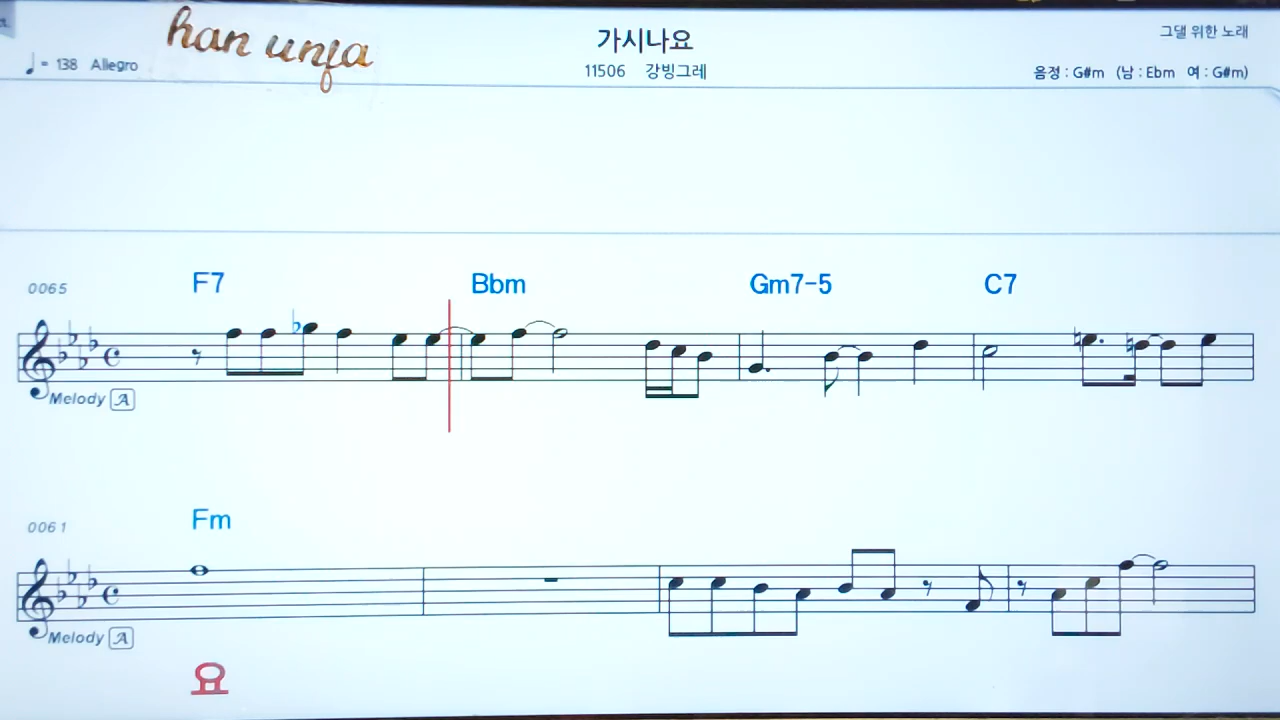 han unja
가시나요
그댈 위한 노래
♩= 138 Allegro
11506 강빙그레
음정 : G#m (남 : Ebm 여 : G#m)
0065
F7 Bbm Gm7-5 C7
Melody A
0061
Fm
Melody A
요